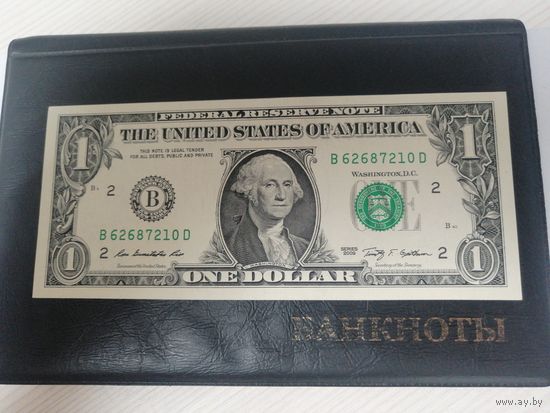 FEDERAL RESERVE NOTE
THE UNITED STATES OF AMERICA
1
1
THIS NOTE IS LEGAL TENDER
FOR ALL DEBTS, PUBLIC AND PRIVATE
B 62687210 D
WASHINGTON, D.C.
2
B
ONE
2
B 62687210 D
2
SERIES
2009
2
1
ONE DOLLAR
1
БАНКНОТЫ
www.ay.by